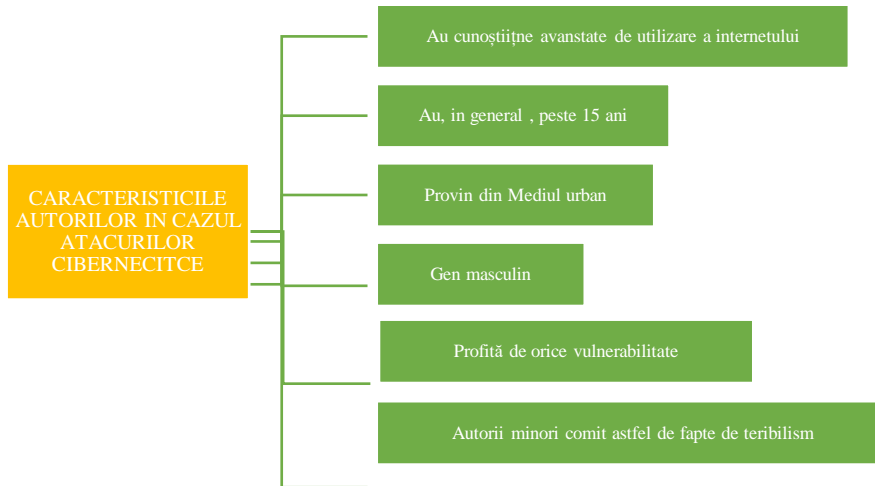 Au cunoștiițne avanstate de utilizare a internetului
Au, in general , peste 15 ani
CARACTERISTICILE
AUTORILOR IN CAZUL
ATACURILOR
CIBERNECITCE
Provin din Mediul urban
Gen masculin
Profită de orice vulnerabilitate
Autorii minori comit astfel de fapte de teribilism